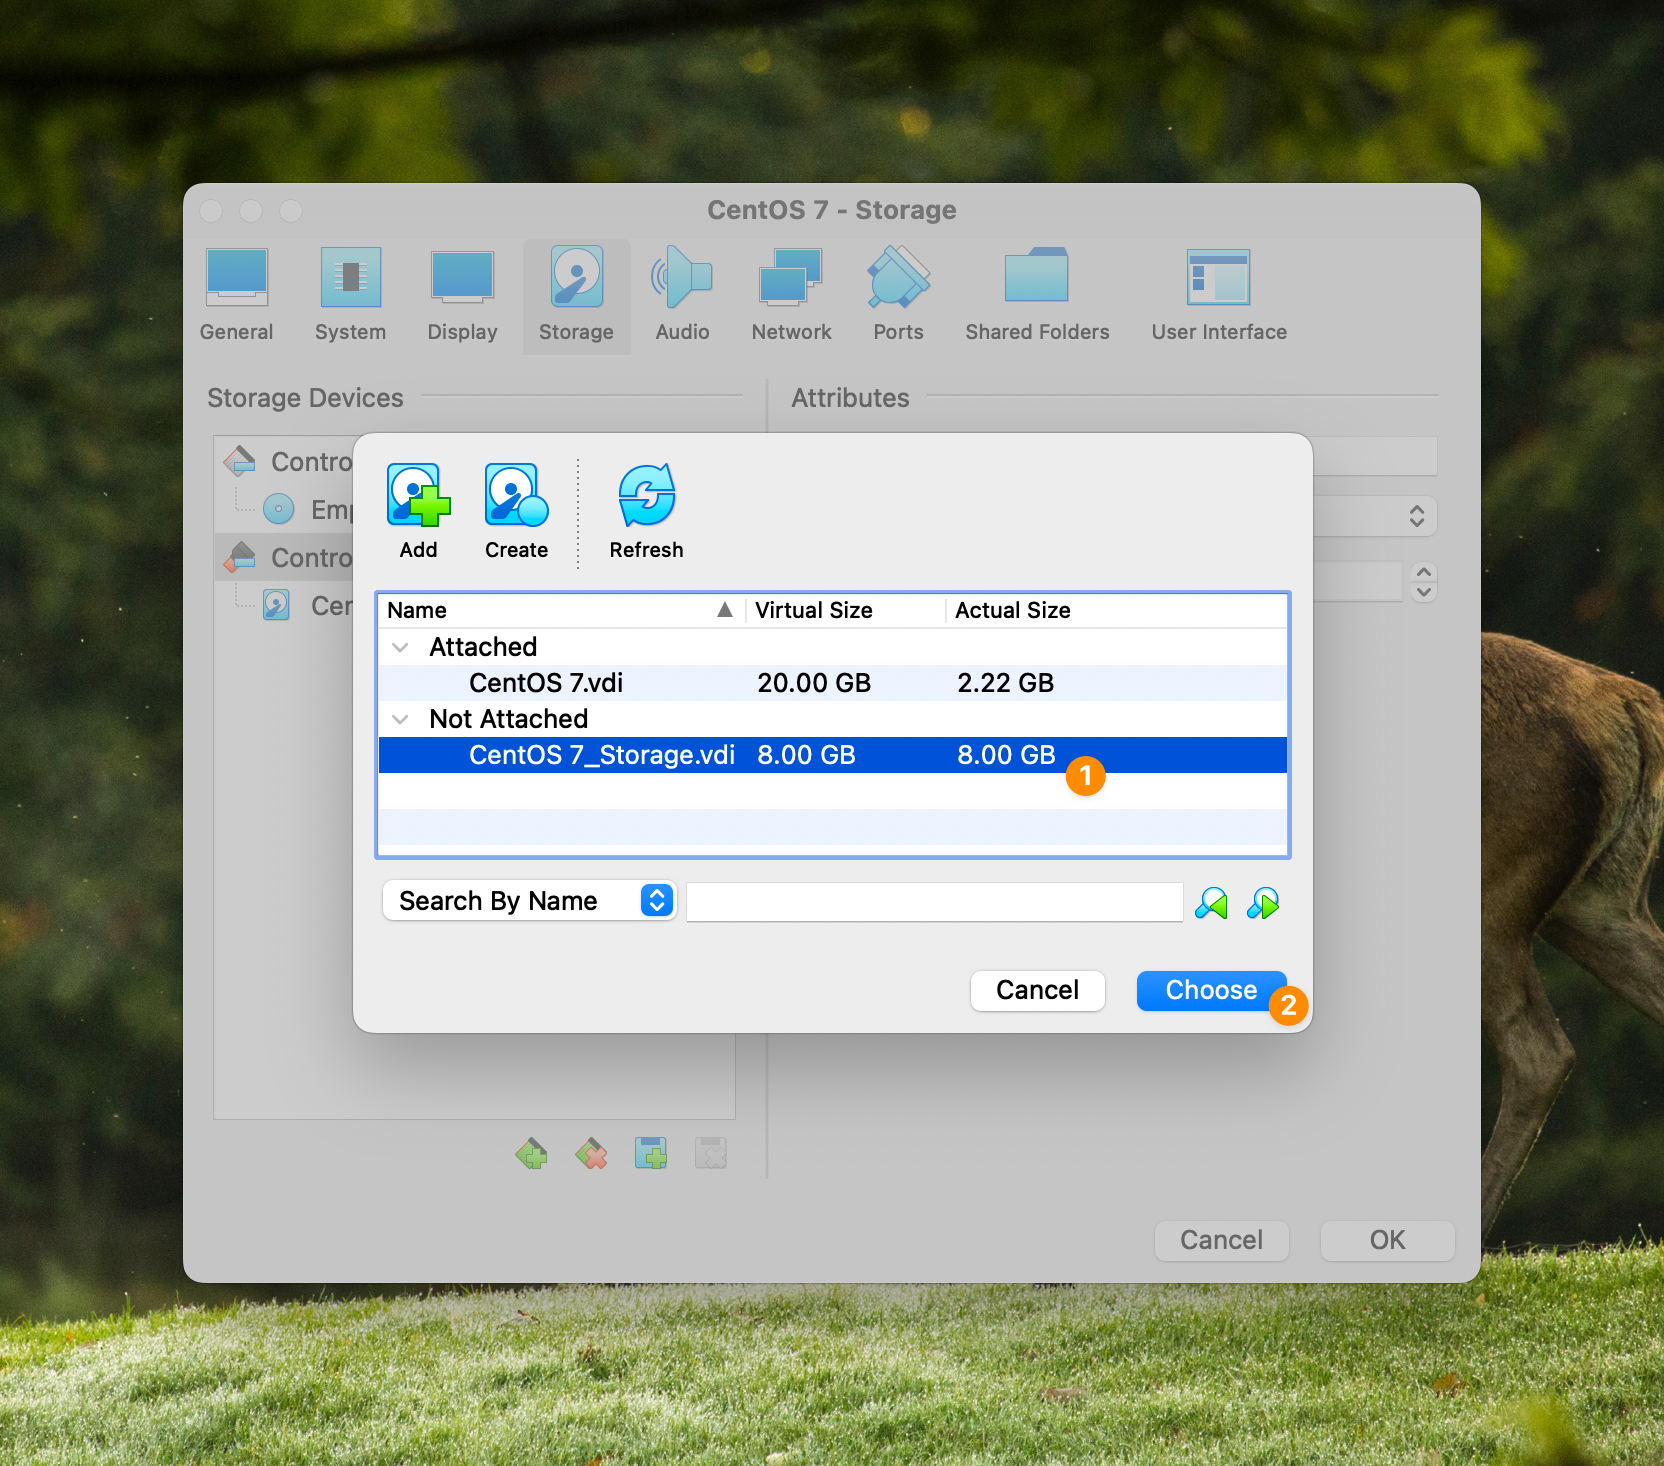 CentOS 7 - Storage
General System Display Storage Audio Network Ports Shared Folders User Interface
Storage Devices Attributes
Add Create Refresh
Name Virtual Size Actual Size
Attached
CentOS 7.vdi 20.00 GB 2.22 GB
Not Attached
CentOS 7_Storage.vdi 8.00 GB 8.00 GB
1
Search By Name
Cancel Choose
2
Contro
Emp
Contro
Cen
Cancel OK